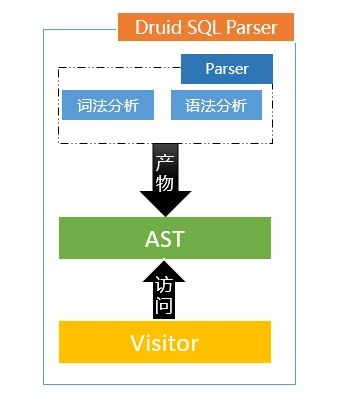 Druid SQL Parser
Parser
词法分析
语法分析
产物
AST
访问
Visitor